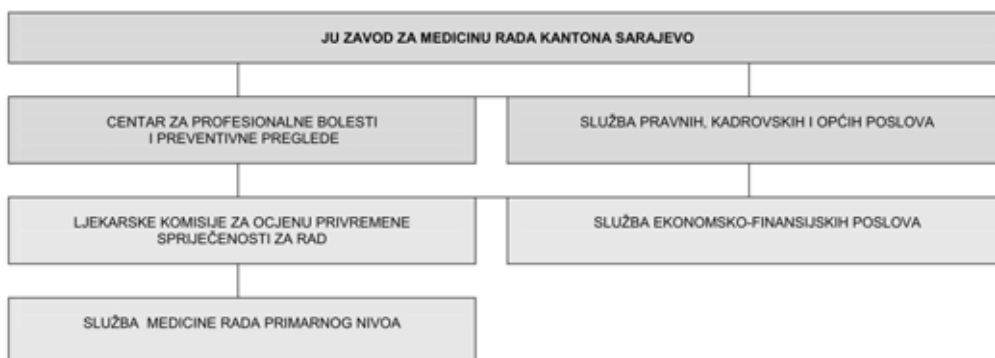 JU ZAVOD ZA MEDICINU RADA KANTONA SARAJEVO
CENTAR ZA PROFESIONALNE BOLESTI
I PREVENTIVNE PREGLEDE
SLUŽBA PRAVNIH, KADROVSKIH I OPĆIH POSLOVA
LJEKARSKE KOMISIJE ZA OCJENU PRIVREMENE
SPRIJEČENOSTI ZA RAD
SLUŽBA EKONOMSKO-FINANSIJSKIH POSLOVA
SLUŽBA MEDICINE RADA PRIMARNOG NIVOA